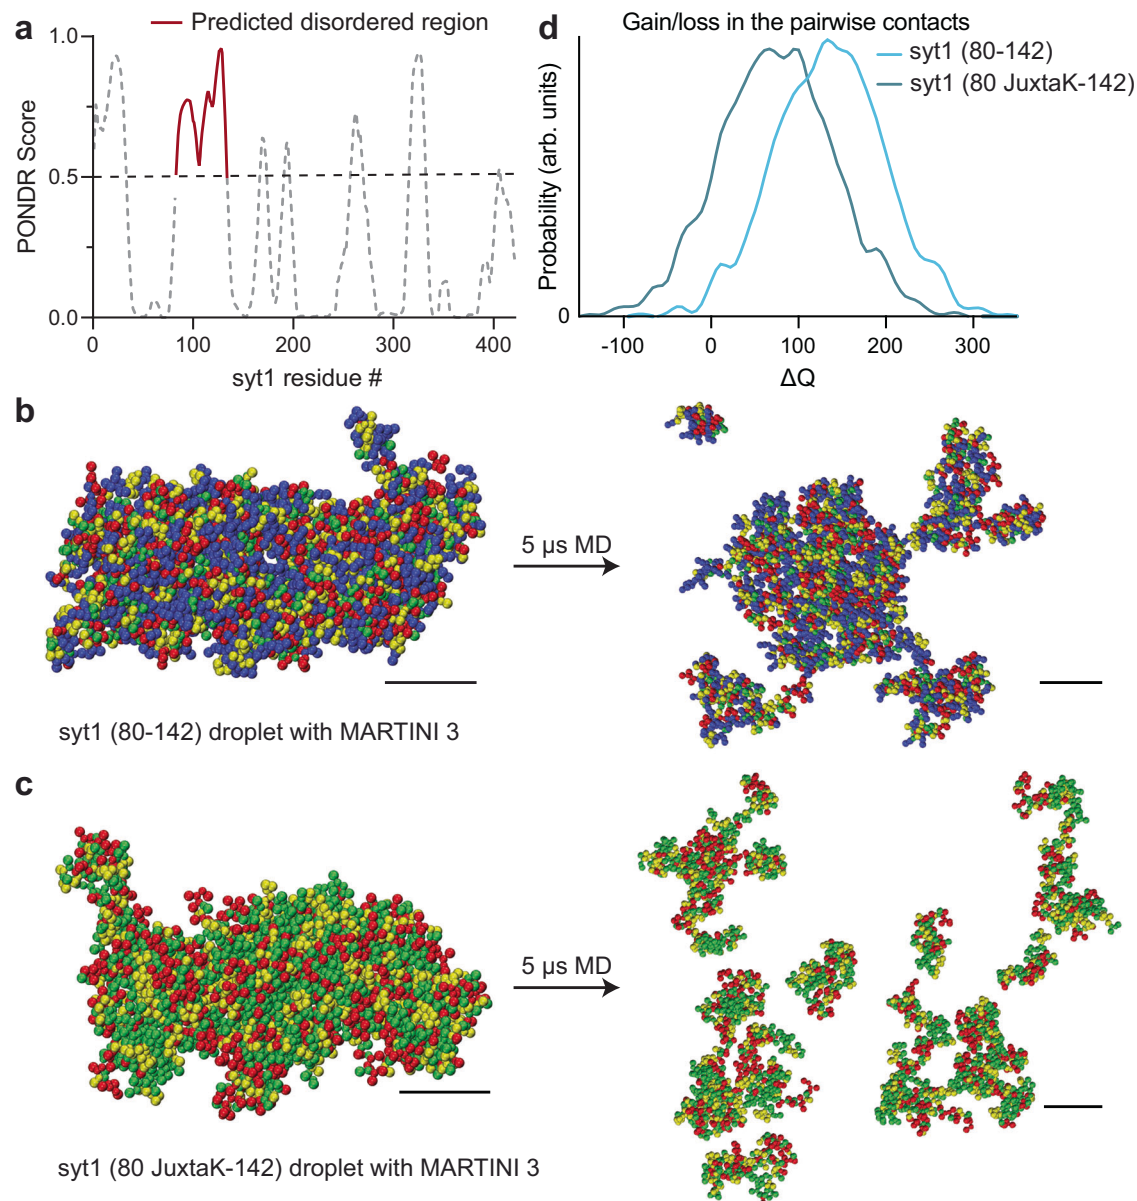 a
Predicted disordered region
1.0
0.5
0.0
PONDR Score
0
100
200
300
400
syt1 residue #
d
Gain/loss in the pairwise contacts
syt1 (80-142)
syt1 (80 JuxtaK-142)
Probability (arb. units)
0
-100
0
100
200
300
ΔQ
b
5 µs MD
syt1 (80-142) droplet with MARTINI 3
c
5 µs MD
syt1 (80 JuxtaK-142) droplet with MARTINI 3